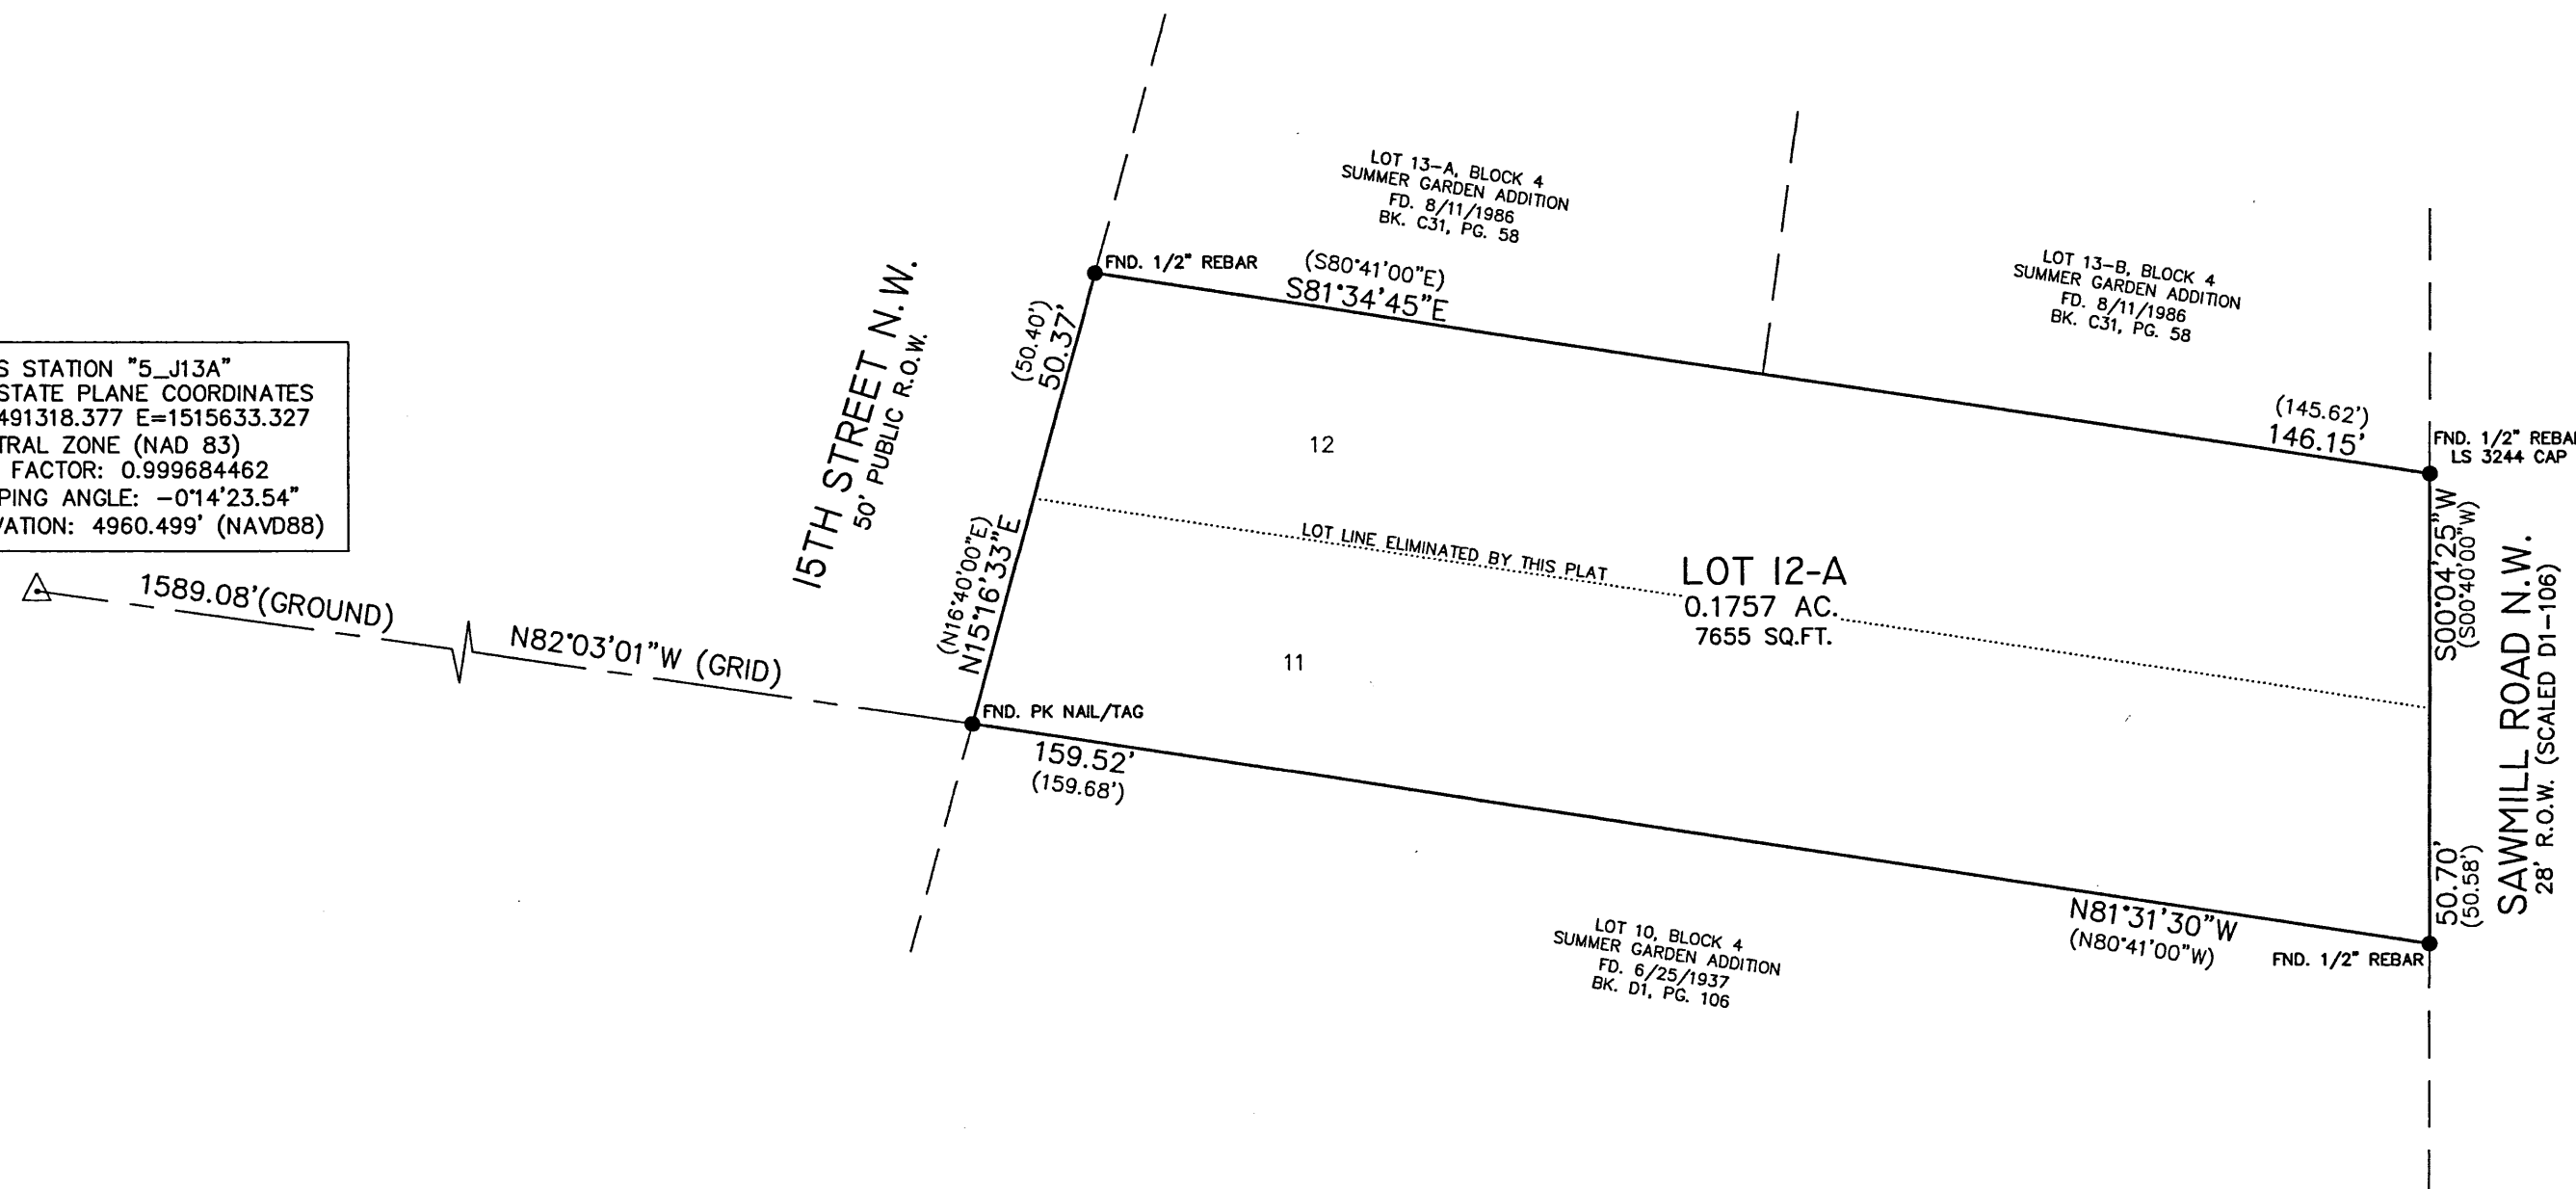 LOT 13-A, BLOCK 4
SUMMER GARDEN ADDITION
FD. 8/11/1986
BK. C31, PG. 58
LOT 13-B, BLOCK 4
SUMMER GARDEN ADDITION
FD. 8/11/1986
BK. C31, PG. 58
FND. 1/2" REBAR
(S80°41'00"E)
S81°34'45"E
(145.62')
146.15'
FND. 1/2" REBAR
LS 3244 CAP
S STATION "5_J13A"
STATE PLANE COORDINATES
491318.377 E=1515633.327
TRAL ZONE (NAD 83)
FACTOR: 0.999684462
PING ANGLE: -0°14'23.54"
VATION: 4960.499' (NAVD88)
15TH STREET N.W.
50' PUBLIC R.O.W.
(50.40')
50.37'
(N16°40'00"E)
N15°16'33"E
12
LOT LINE ELIMINATED BY THIS PLAT
LOT 12-A
0.1757 AC.
7655 SQ.FT.
11
S00°04'25"W
(S00°40'00"W)
SAWMILL ROAD N.W.
28' R.O.W. (SCALED D1-106)
1589.08'(GROUND)
N82°03'01"W (GRID)
FND. PK NAIL/TAG
159.52'
(159.68')
50.70'
(50.58')
N81°31'30"W
(N80°41'00"W)
FND. 1/2" REBAR
LOT 10, BLOCK 4
SUMMER GARDEN ADDITION
FD. 6/25/1937
BK. D1, PG. 106